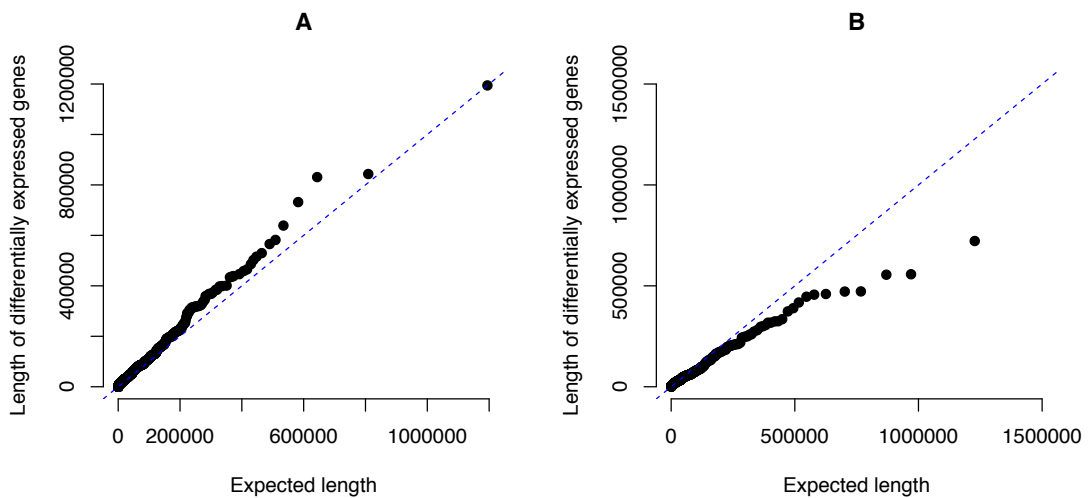 A
Length of differentially expressed genes
1200000
800000
400000
0
0 200000 600000 1000000
Expected length
B
Length of differentially expressed genes
1500000
1000000
500000
0
0 500000 1000000 1500000
Expected length